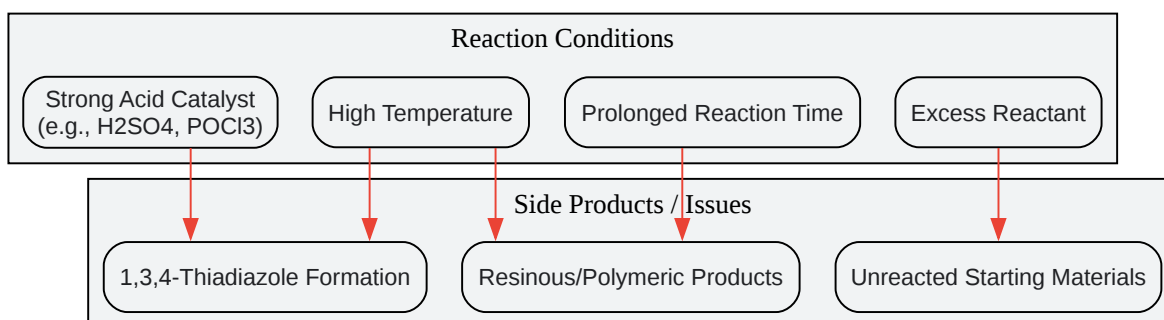 Reaction Conditions
Strong Acid Catalyst
(e.g., H2SO4, POCl3)
High Temperature
Prolonged Reaction Time
Excess Reactant
Side Products / Issues
1,3,4-Thiadiazole Formation
Resinous/Polymeric Products
Unreacted Starting Materials